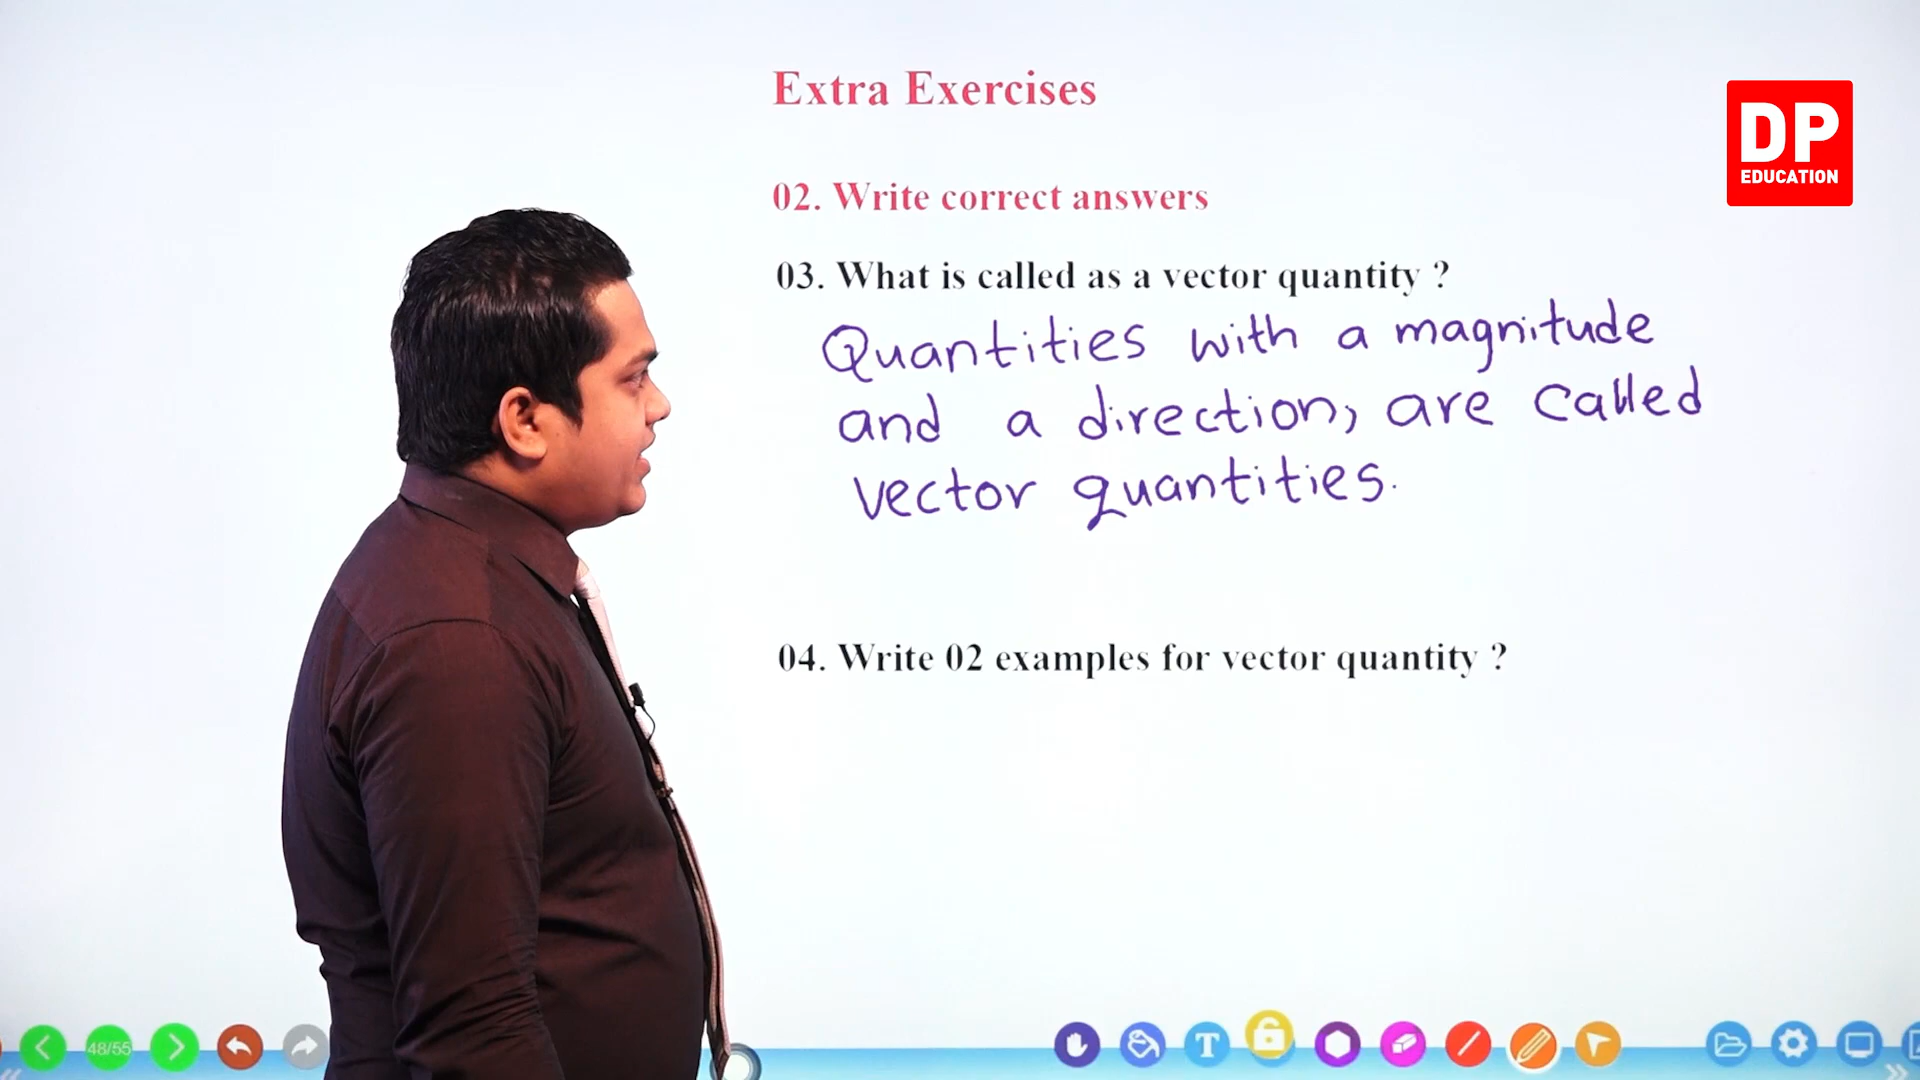 Extra Exercises
DP
EDUCATION
02. Write correct answers
03. What is called as a vector quantity ?
Quantities with a magnitude
and a direction, are called
vector quantities.
04. Write 02 examples for vector quantity ?
48/55
T